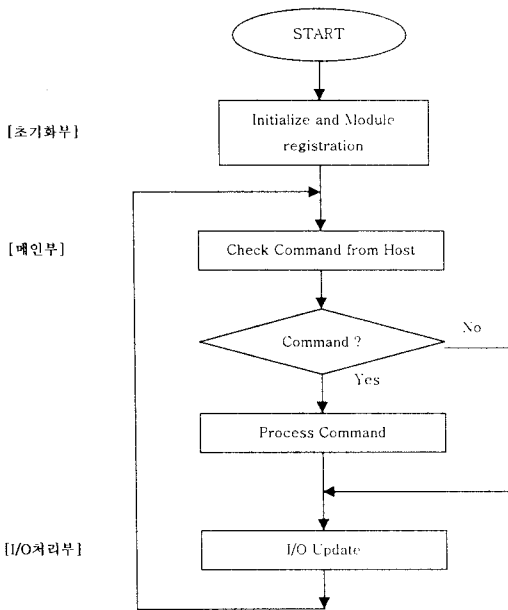 START
[초기화부]
Initialize and Module
registration
[메인부]
Check Command from Host
Command ?
No
Yes
Process Command
[I/O처리부]
I/O Update